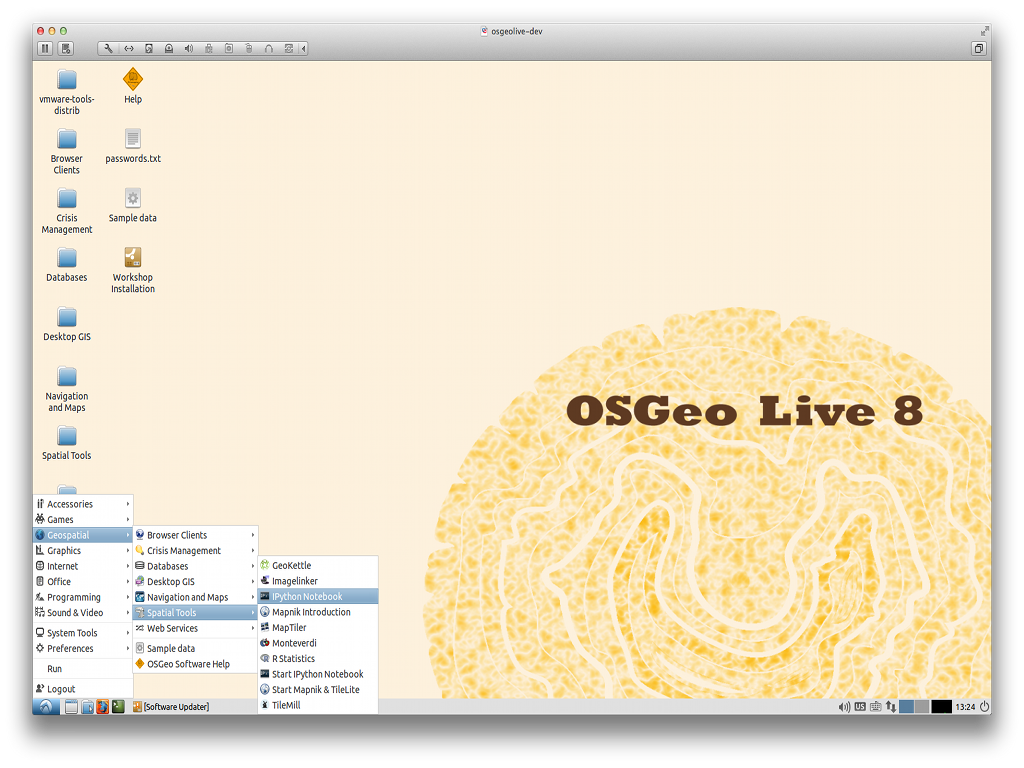 osgeolive-dev
vmware-tools-
distrib
Help
Browser
Clients
passwords.txt
Crisis
Management
Sample data
Databases
Workshop
Installation
Desktop GIS
Navigation
and Maps
Spatial Tools
OSGeo Live 8
Accessories
Games
Geospatial
Graphics
Internet
Office
Programming
Sound & Video
System Tools
Preferences
Run
Logout
Browser Clients
Crisis Management
Databases
Desktop GIS
Navigation and Maps
Spatial Tools
Web Services
Sample data
OSGeo Software Help
GeoKettle
Imagelinker
IPython Notebook
Mapnik Introduction
MapTiler
Monteverdi
R Statistics
Start IPython Notebook
Start Mapnik & TileLite
TileMill
[Software Updater]
US
13:24